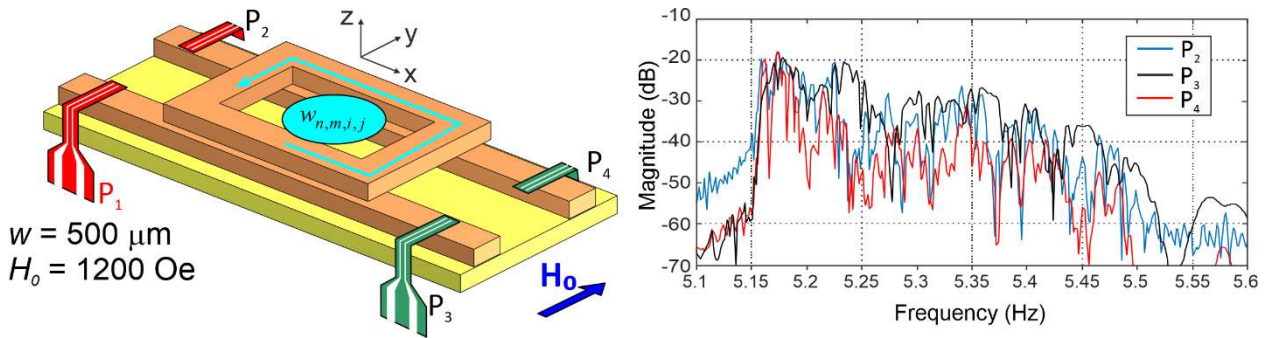 P₂
z
y
x
wₙ,ₘ,ᵢ,ⱼ
P₄
P₁
P₃
w = 500 μm
H₀ = 1200 Oe
H₀
-10
-20
-30
-40
-50
-60
-70
Magnitude (dB)
P₂
P₃
P₄
5.1 5.15 5.2 5.25 5.3 5.35 5.4 5.45 5.5 5.55 5.6
Frequency (Hz)